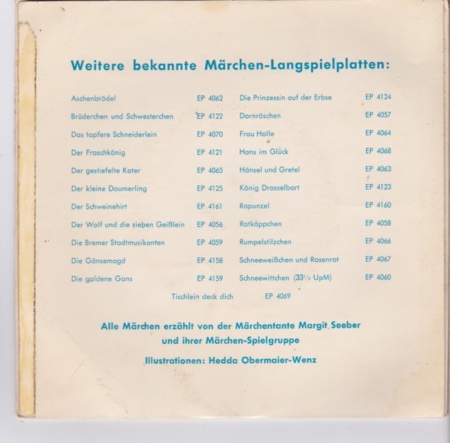 Weitere bekannte Märchen-Langspielplatten:
Aschenbrödel EP 4062
Brüderchen und Schwesterchen EP 4122
Das tapfere Schneiderlein EP 4070
Der Froschkönig EP 4121
Der gestiefelte Kater EP 4065
Der kleine Daumerling EP 4125
Der Schweinehirt EP 4161
Der Wolf und die sieben Geißlein EP 4056
Die Bremer Stadtmusikanten EP 4059
Die Gänsemagd EP 4158
Die goldene Gans EP 4159
Die Prinzessin auf der Erbse EP 4124
Dornröschen EP 4057
Frau Holle EP 4064
Hans im Glück EP 4068
Hänsel und Gretel EP 4063
König Drosselbart EP 4123
Rapunzel EP 4160
Rotkäppchen EP 4058
Rumpelstilzchen EP 4066
Schneeweißchen und Rosenrot EP 4067
Schneewittchen (33⅓ UpM) EP 4060
Tischlein deck dich EP 4069
Alle Märchen erzählt von der Märchentante Margit Seeber
und ihrer Märchen-Spielgruppe
Illustrationen: Hedda Obermaier-Wenz